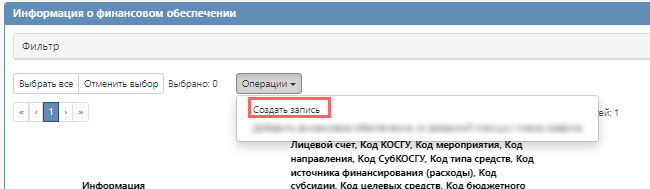 Информация о финансовом обеспечении
Фильтр
Выбрать все Отменить выбор Выбрано: 0 Операции
« ‹ 1 › »
Создать запись
ей: 1
Лицевой счет, Код КОСГУ, Код мероприятия, Код
направления, Код СубКОСГУ, Код типа средств, Код
источника финансирования (расходы), Код
Информация
субсидии, Код целевых средств, Код бюджетного